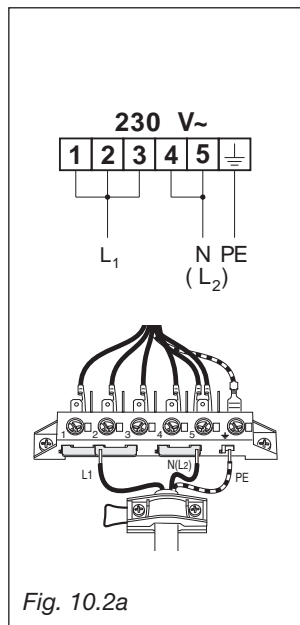 230 V~
1 2 3 4 5 ⏚
L₁ N PE
(L₂)
1 2 3 4 5 ⏚
L1 N(L2) PE
Fig. 10.2a